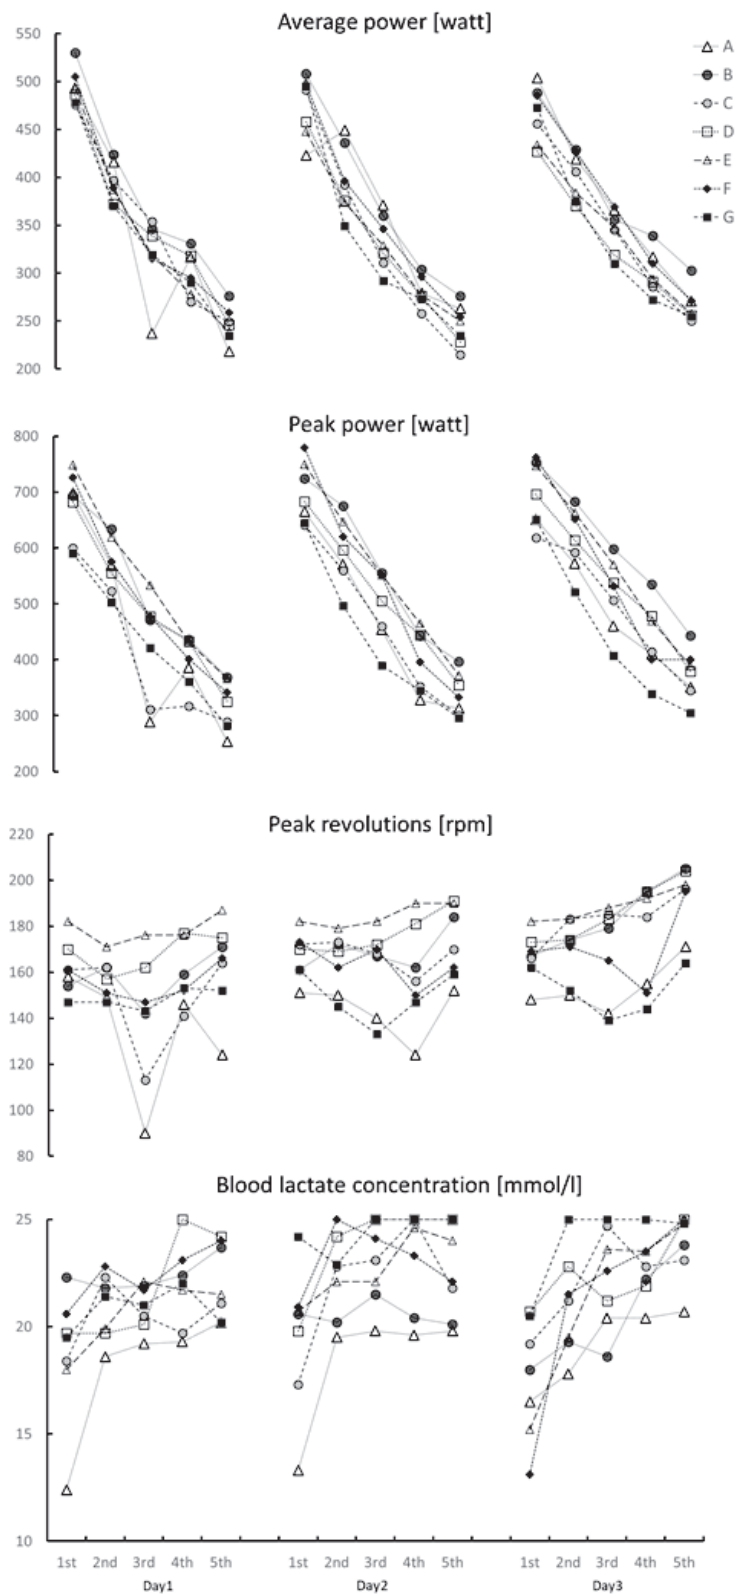 Average power [watt]
550
500
450
400
350
300
250
200
A
B
C
D
E
F
G
Peak power [watt]
800
700
600
500
400
300
200
Peak revolutions [rpm]
220
200
180
160
140
120
100
80
Blood lactate concentration [mmol/l]
25
20
15
10
1st 2nd 3rd 4th 5th 1st 2nd 3rd 4th 5th 1st 2nd 3rd 4th 5th
Day1 Day2 Day3